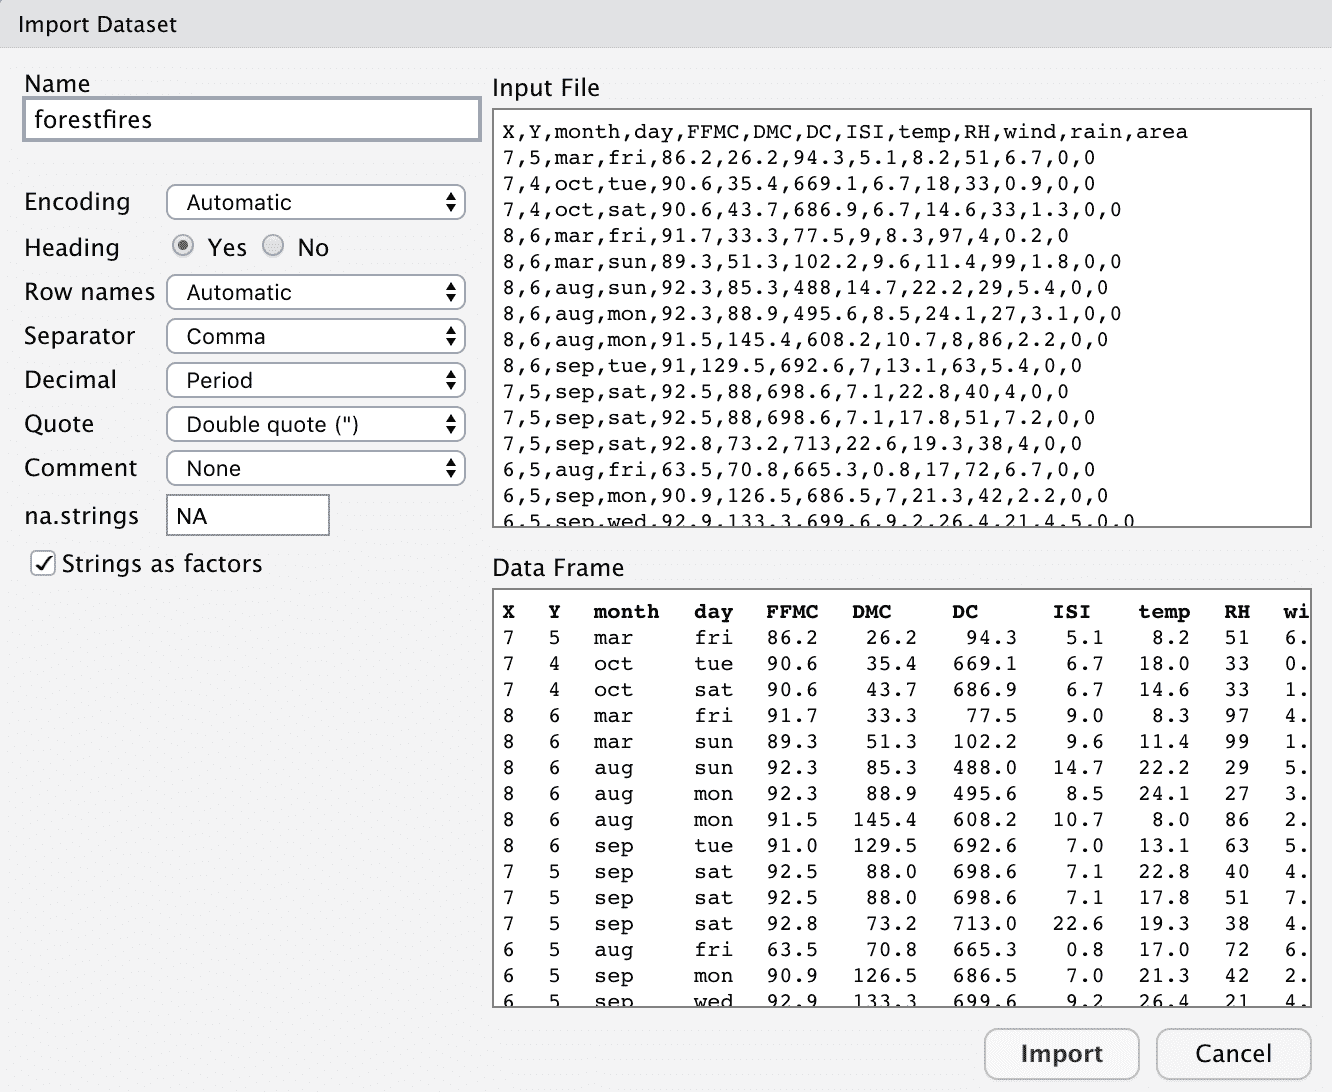 Import Dataset
Name
forestfires
Encoding Automatic
Heading Yes No
Row names Automatic
Separator Comma
Decimal Period
Quote Double quote (")
Comment None
na.strings NA
Strings as factors
Input File
X,Y,month,day,FFMC,DMC,DC,ISI,temp,RH,wind,rain,area
7,5,mar,fri,86.2,26.2,94.3,5.1,8.2,51,6.7,0,0
7,4,oct,tue,90.6,35.4,669.1,6.7,18,33,0.9,0,0
7,4,oct,sat,90.6,43.7,686.9,6.7,14.6,33,1.3,0,0
8,6,mar,fri,91.7,33.3,77.5,9,8.3,97,4,0.2,0
8,6,mar,sun,89.3,51.3,102.2,9.6,11.4,99,1.8,0,0
8,6,aug,sun,92.3,85.3,488,14.7,22.2,29,5.4,0,0
8,6,aug,mon,92.3,88.9,495.6,8.5,24.1,27,3.1,0,0
8,6,aug,mon,91.5,145.4,608.2,10.7,8,86,2.2,0,0
8,6,sep,tue,91,129.5,692.6,7,13.1,63,5.4,0,0
7,5,sep,sat,92.5,88,698.6,7.1,22.8,40,4,0,0
7,5,sep,sat,92.5,88,698.6,7.1,17.8,51,7.2,0,0
7,5,sep,sat,92.8,73.2,713,22.6,19.3,38,4,0,0
6,5,aug,fri,63.5,70.8,665.3,0.8,17,72,6.7,0,0
6,5,sep,mon,90.9,126.5,686.5,7,21.3,42,2.2,0,0
6,5,sep,wed,92.9,133.3,699.6,9.2,26.4,21,4.5,0,0
Data Frame
X Y month day FFMC DMC DC ISI temp RH wi
7 5 mar fri 86.2 26.2 94.3 5.1 8.2 51 6.
7 4 oct tue 90.6 35.4 669.1 6.7 18.0 33 0.
7 4 oct sat 90.6 43.7 686.9 6.7 14.6 33 1.
8 6 mar fri 91.7 33.3 77.5 9.0 8.3 97 4.
8 6 mar sun 89.3 51.3 102.2 9.6 11.4 99 1.
8 6 aug sun 92.3 85.3 488.0 14.7 22.2 29 5.
8 6 aug mon 92.3 88.9 495.6 8.5 24.1 27 3.
8 6 aug mon 91.5 145.4 608.2 10.7 8.0 86 2.
8 6 sep tue 91.0 129.5 692.6 7.0 13.1 63 5.
7 5 sep sat 92.5 88.0 698.6 7.1 22.8 40 4.
7 5 sep sat 92.5 88.0 698.6 7.1 17.8 51 7.
7 5 sep sat 92.8 73.2 713.0 22.6 19.3 38 4.
6 5 aug fri 63.5 70.8 665.3 0.8 17.0 72 6.
6 5 sep mon 90.9 126.5 686.5 7.0 21.3 42 2.
6 5 sep wed 92.9 133.3 699.6 9.2 26.4 21 4.
Import Cancel